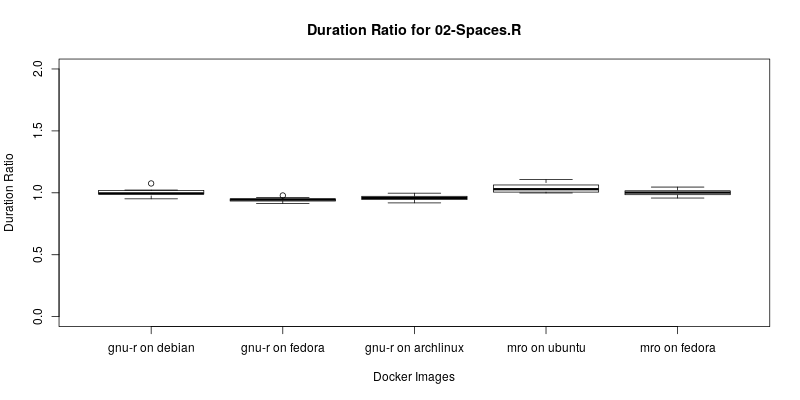 Duration Ratio for 02-Spaces.R
Duration Ratio
2.0
1.5
1.0
0.5
0.0
gnu-r on debian
gnu-r on fedora
gnu-r on archlinux
mro on ubuntu
mro on fedora
Docker Images